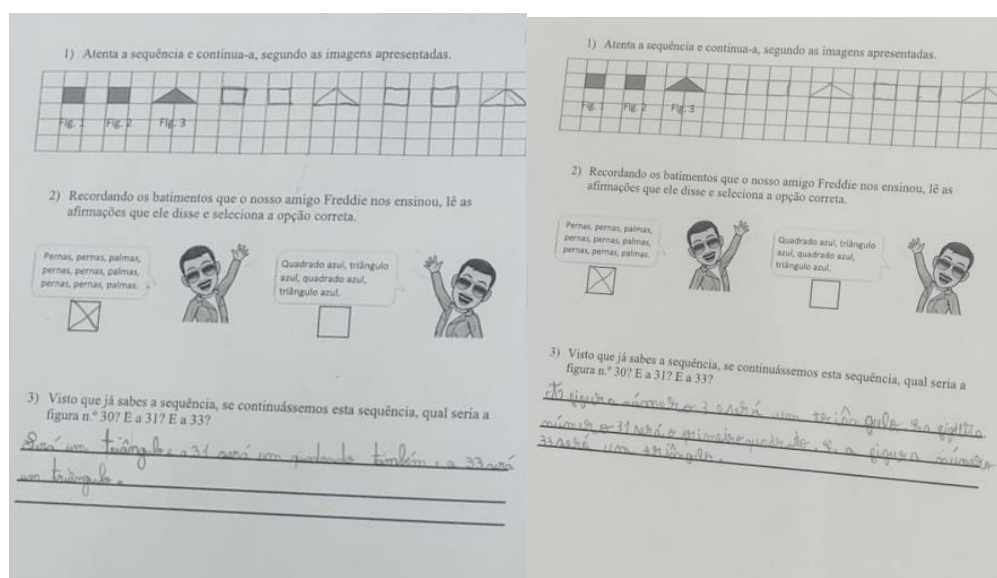 1) Atenta a sequência e continua-a, segundo as imagens apresentadas.
Fig. 1 Fig. 2 Fig. 3
2) Recordando os batimentos que o nosso amigo Freddie nos ensinou, lê as
afirmações que ele disse e seleciona a opção correta.
Pernas, pernas, palmas,
pernas, pernas, palmas,
pernas, pernas, palmas.
Quadrado azul, triângulo
azul, quadrado azul,
triângulo azul.
3) Visto que já sabes a sequência, se continuássemos esta sequência, qual seria a
figura n.º 30? E a 31? E a 33?
Será um triângulo, a 31 será um quadrado também e a 33 será
um triângulo.
1) Atenta a sequência e continua-a, segundo as imagens apresentadas.
Fig. 1 Fig. 2 Fig. 3
2) Recordando os batimentos que o nosso amigo Freddie nos ensinou, lê as
afirmações que ele disse e seleciona a opção correta.
Pernas, pernas, palmas,
pernas, pernas, palmas,
pernas, pernas, palmas.
Quadrado azul, triângulo
azul, quadrado azul,
triângulo azul.
3) Visto que já sabes a sequência, se continuássemos esta sequência, qual seria a
figura n.º 30? E a 31? E a 33?
A figura número será um triângulo
número 31 será o primeiro quadrado. E a figura número
33 será um triângulo.